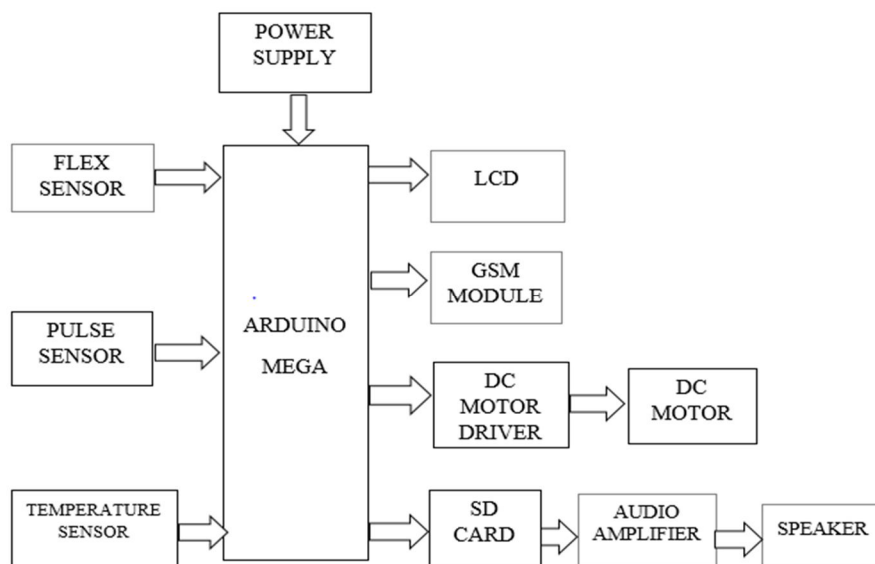 POWER
SUPPLY
FLEX
SENSOR
LCD
GSM
MODULE
PULSE
SENSOR
ARDUINO
MEGA
DC
MOTOR
DRIVER
DC
MOTOR
TEMPERATURE
SENSOR
SD
CARD
AUDIO
AMPLIFIER
SPEAKER